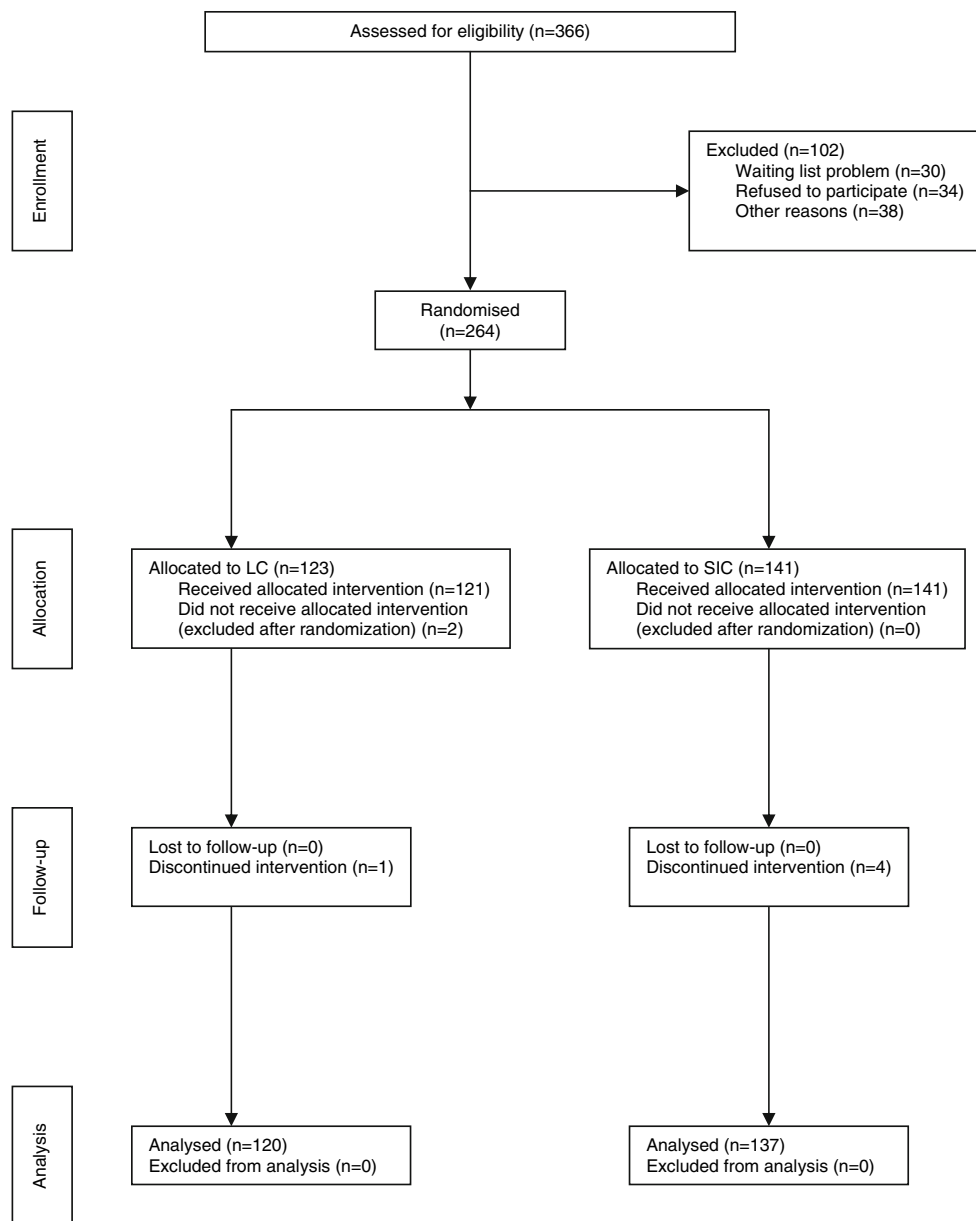 Assessed for eligibility (n=366)
Enrollment
Excluded (n=102)
Waiting list problem (n=30)
Refused to participate (n=34)
Other reasons (n=38)
Randomised
(n=264)
Allocation
Allocated to LC (n=123)
Received allocated intervention (n=121)
Did not receive allocated intervention
(excluded after randomization) (n=2)
Allocated to SIC (n=141)
Received allocated intervention (n=141)
Did not receive allocated intervention
(excluded after randomization) (n=0)
Follow-up
Lost to follow-up (n=0)
Discontinued intervention (n=1)
Lost to follow-up (n=0)
Discontinued intervention (n=4)
Analysis
Analysed (n=120)
Excluded from analysis (n=0)
Analysed (n=137)
Excluded from analysis (n=0)